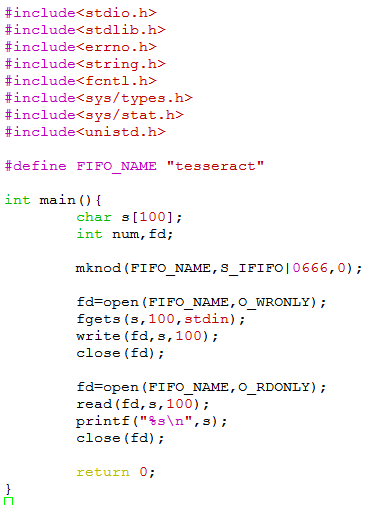 #include<stdio.h>
#include<stdlib.h>
#include<errno.h>
#include<string.h>
#include<fcntl.h>
#include<sys/types.h>
#include<sys/stat.h>
#include<unistd.h>

#define FIFO_NAME "tesseract"

int main(){
        char s[100];
        int num,fd;

        mknod(FIFO_NAME,S_IFIFO|0666,0);

        fd=open(FIFO_NAME,O_WRONLY);
        fgets(s,100,stdin);
        write(fd,s,100);
        close(fd);

        fd=open(FIFO_NAME,O_RDONLY);
        read(fd,s,100);
        printf("%s\n",s);
        close(fd);

        return 0;
}